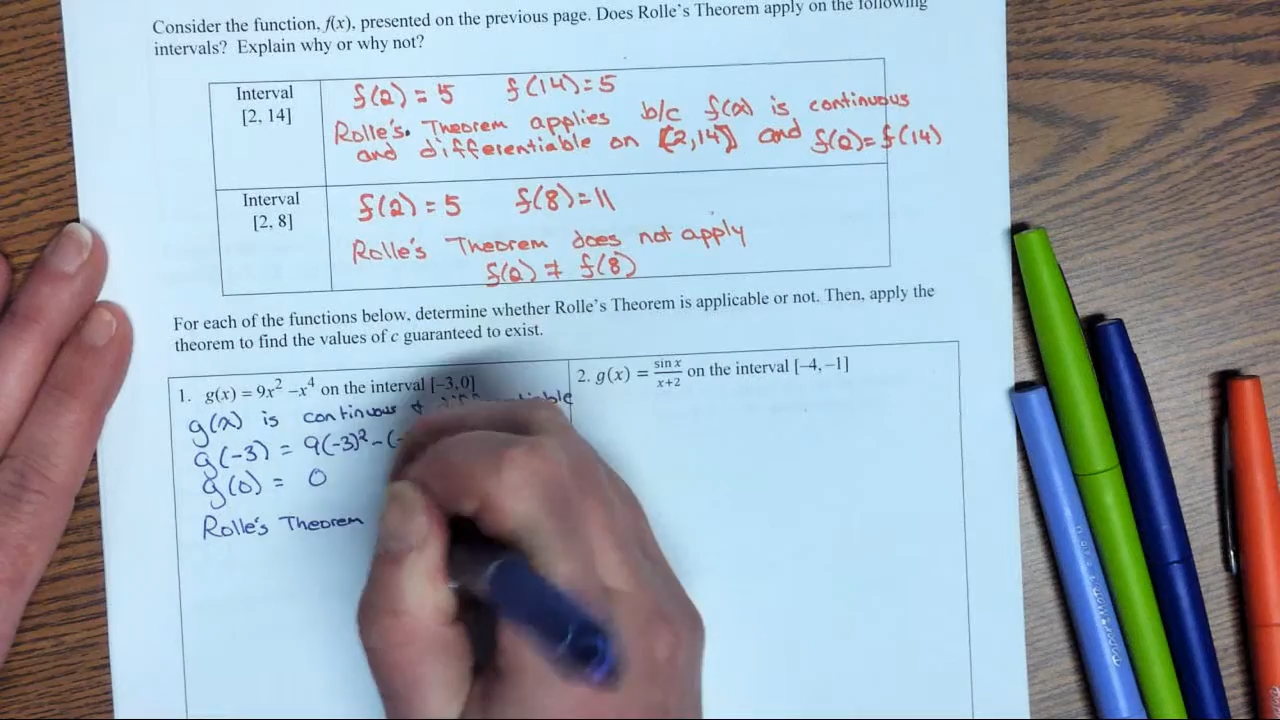 Consider the function, f(x), presented on the previous page. Does Rolle's Theorem apply on the following
intervals? Explain why or why not?
Interval
[2, 14]
f(2) = 5 f(14) = 5
Rolle's Theorem applies b/c f(x) is continuous
and differentiable on [(2,14)] and f(2)=f(14)
Interval
[2, 8]
f(2) = 5 f(8) = 11
Rolle's Theorem does not apply
f(2) ≠ f(8)
For each of the functions below, determine whether Rolle's Theorem is applicable or not. Then, apply the
theorem to find the values of c guaranteed to exist.
1. g(x) = 9x² – x⁴ on the interval [–3,0]
g(x) is continuous &
g(-3) = 9(-3)² - (-
g(0) = 0
Rolle's Theorem
2. g(x) = sin x / x+2 on the interval [–4, –1]